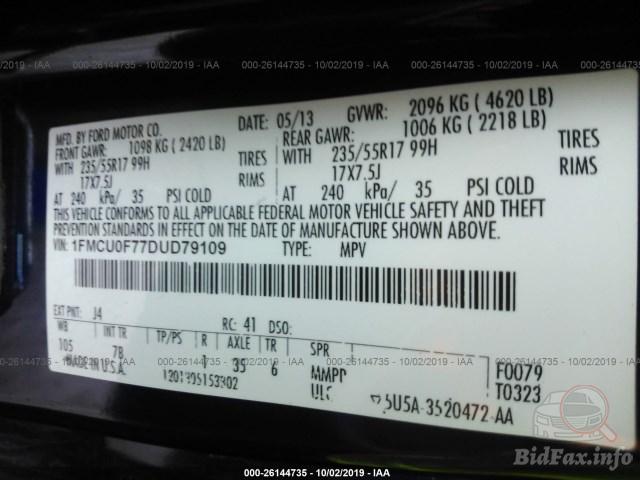 000-26144735 - 10/02/2019 - IAA
MFD. BY FORD MOTOR CO.
DATE: 05/13 GVWR: 2096 KG ( 4620 LB)
FRONT GAWR: 1098 KG ( 2420 LB)
REAR GAWR: 1006 KG ( 2218 LB)
WITH 235/55R17 99H TIRES
WITH 235/55R17 99H TIRES
17X7.5J RIMS
17X7.5J RIMS
AT 240 kPa/ 35 PSI COLD
AT 240 kPa/ 35 PSI COLD
THIS VEHICLE CONFORMS TO ALL APPLICABLE FEDERAL MOTOR VEHICLE SAFETY AND THEFT
PREVENTION STANDARDS IN EFFECT ON THE DATE OF MANUFACTURE SHOWN ABOVE.
VIN: 1FMCU0F77DUD79109 TYPE: MPV
EXT PNT: J4 RC: 41 DSO:
WB INT TR TP/PS R AXLE TR SPR
105 7B 35 6
F0079
T0323
MADE IN U.S.A.
000-26144735 - 10/02/2019 - IAA
BidFax.info
000-26144735 - 10/02/2019 - IAA